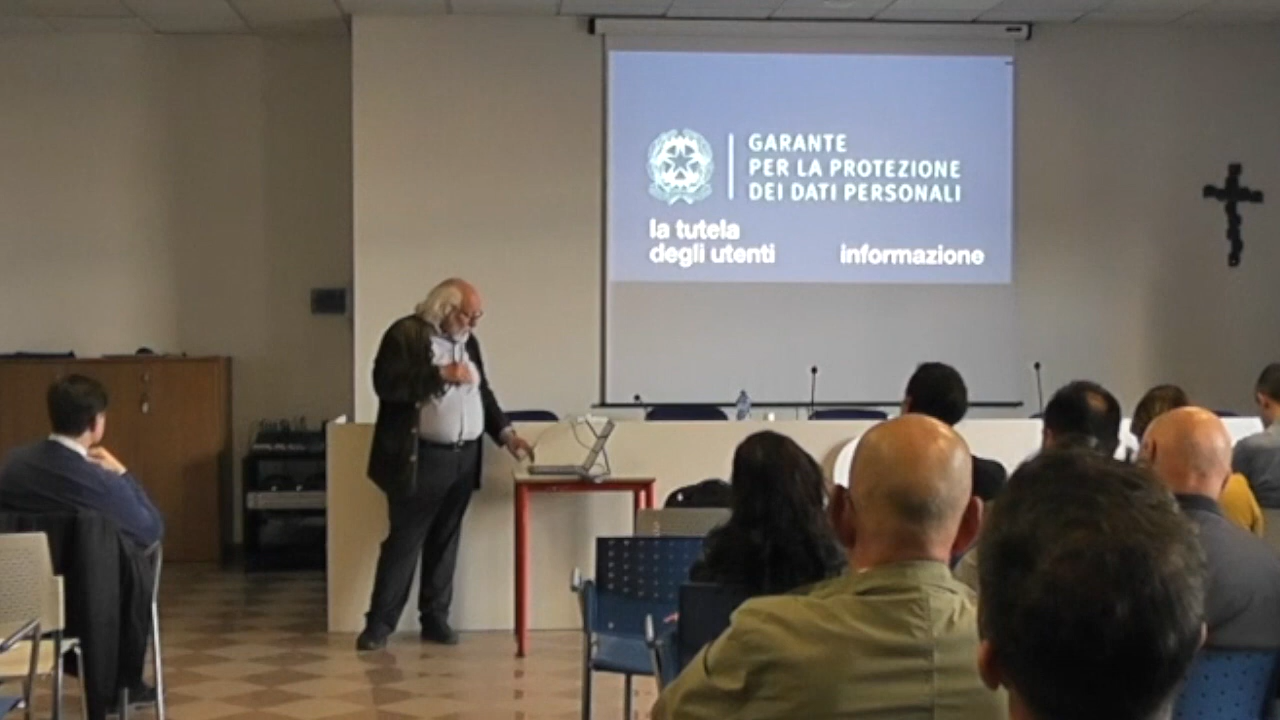 GARANTE
PER LA PROTEZIONE
DEI DATI PERSONALI
la tutela
degli utenti
informazione